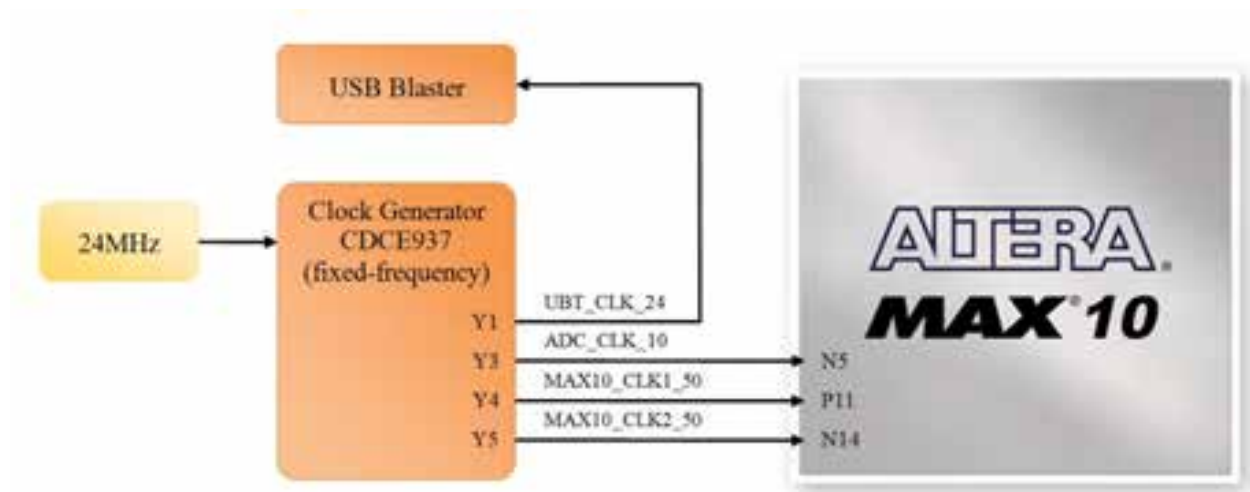 USB Blaster
24MHz
Clock Generator
CDCE937
(fixed-frequency)
Y1
UBT_CLK_24
Y3
ADC_CLK_10
N5
Y4
MAX10_CLK1_50
P11
Y5
MAX10_CLK2_50
N14
ALTERA®
MAX®10